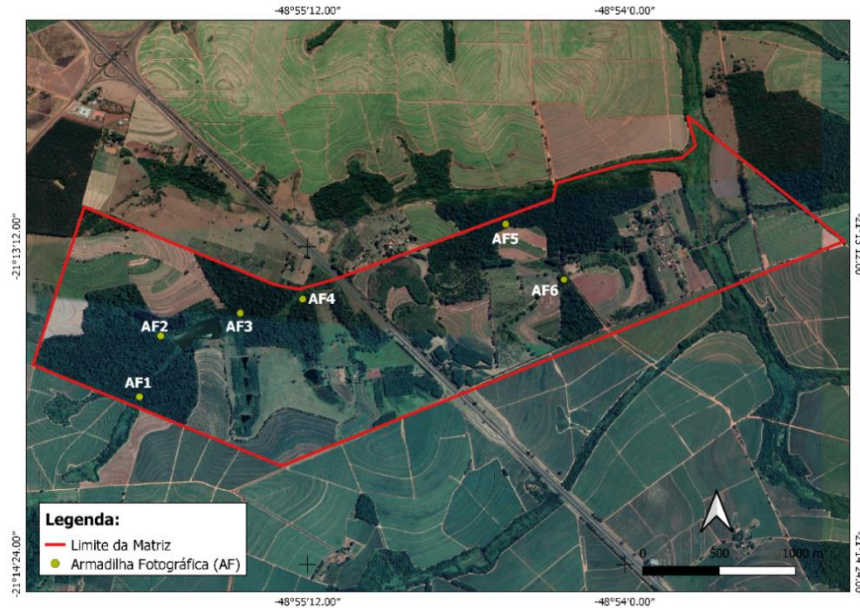 -48°55'12.00" -48°54'0.00"
-21°13'12.00"
AF5
AF6
AF4
AF3
AF2
AF1
-21°14'24.00"
Legenda:
Limite da Matriz
Armadilha Fotográfica (AF)
0 500 1000 m
-48°55'12.00" -48°54'0.00"